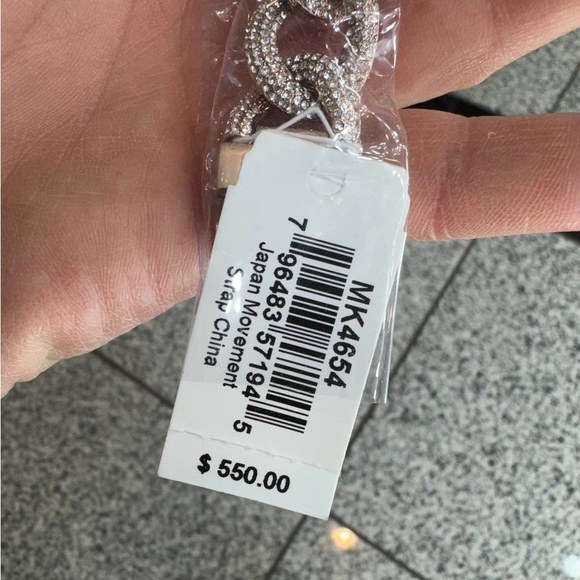 MK4654
7 96483 57194 5
Japan Movement
Strap China
$ 550.00